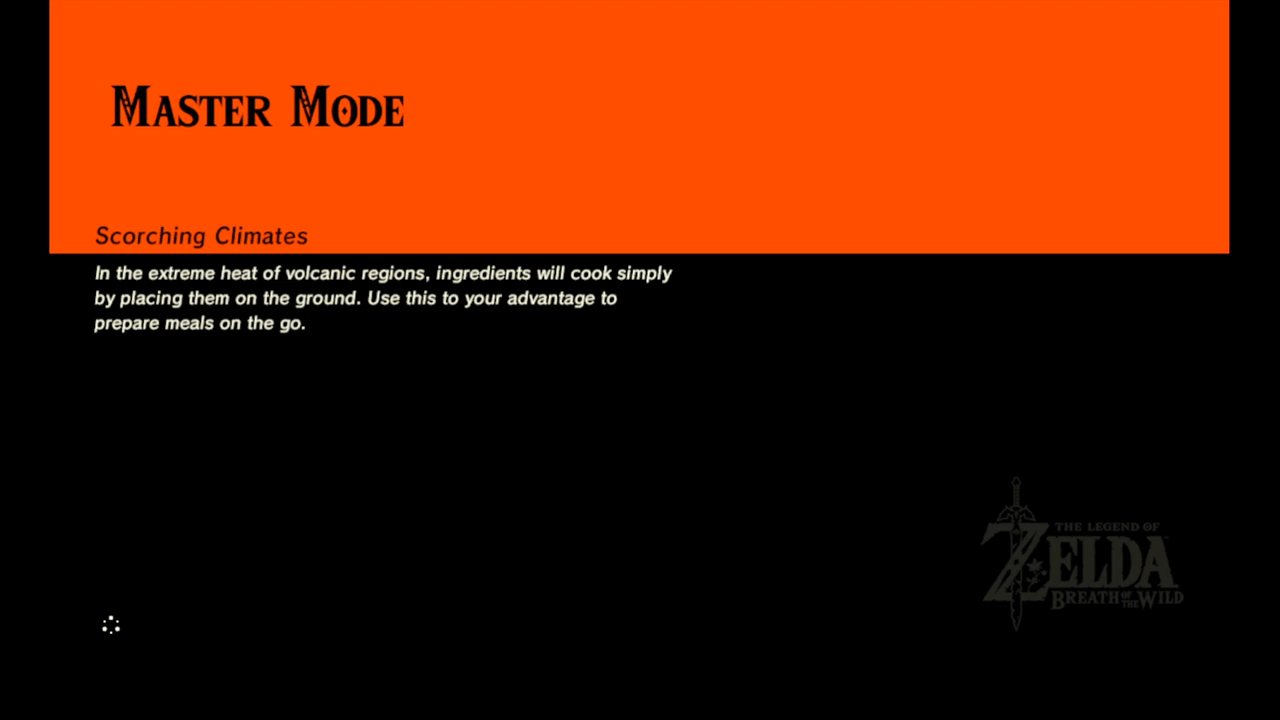 Master Mode
Scorching Climates
In the extreme heat of volcanic regions, ingredients will cook simply
by placing them on the ground. Use this to your advantage to
prepare meals on the go.
THE LEGEND OF
ZELDA
BREATH OF THE WILD